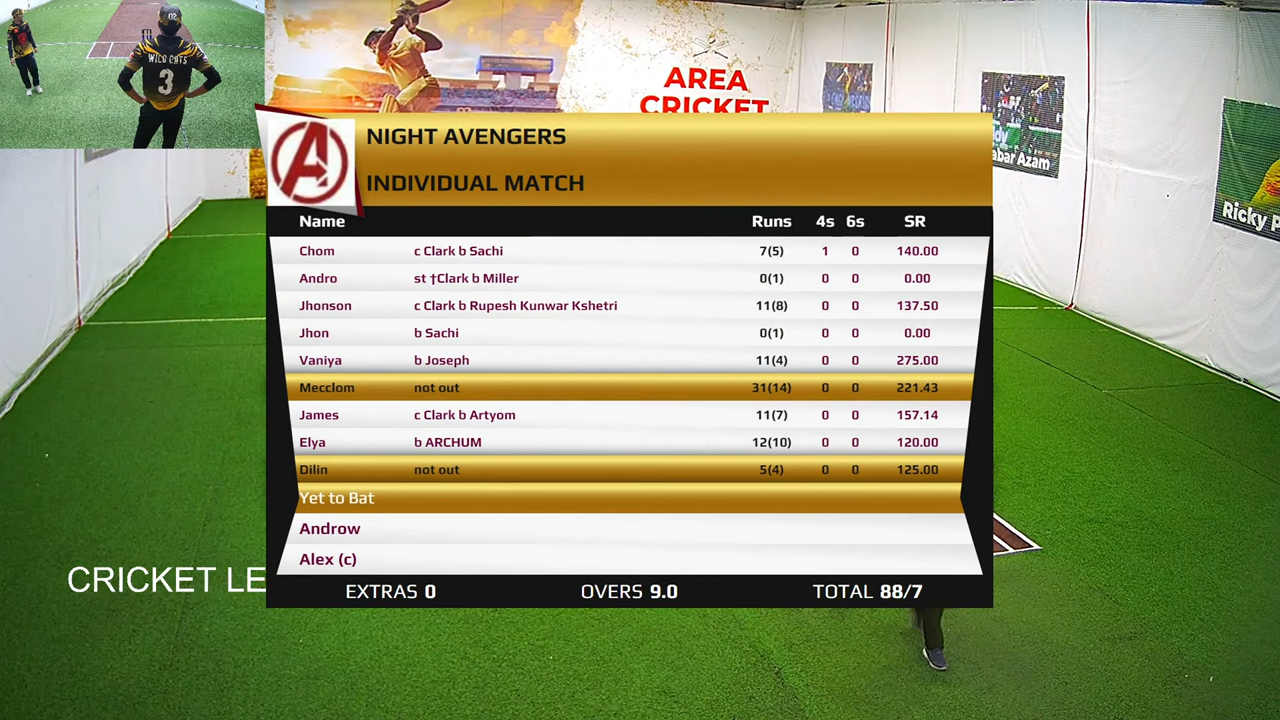 02
WILD CATS
3
AREA
CRICKET
abar Azam
Ricky P
NIGHT AVENGERS
INDIVIDUAL MATCH
Name Runs 4s 6s SR
Chom c Clark b Sachi 7(5) 1 0 140.00
Andro st †Clark b Miller 0(1) 0 0 0.00
Jhonson c Clark b Rupesh Kunwar Kshetri 11(8) 0 0 137.50
Jhon b Sachi 0(1) 0 0 0.00
Vaniya b Joseph 11(4) 0 0 275.00
Mecclom not out 31(14) 0 0 221.43
James c Clark b Artyom 11(7) 0 0 157.14
Elya b ARCHUM 12(10) 0 0 120.00
Dilin not out 5(4) 0 0 125.00
Yet to Bat
Androw
Alex (c)
EXTRAS 0 OVERS 9.0 TOTAL 88/7
CRICKET LE